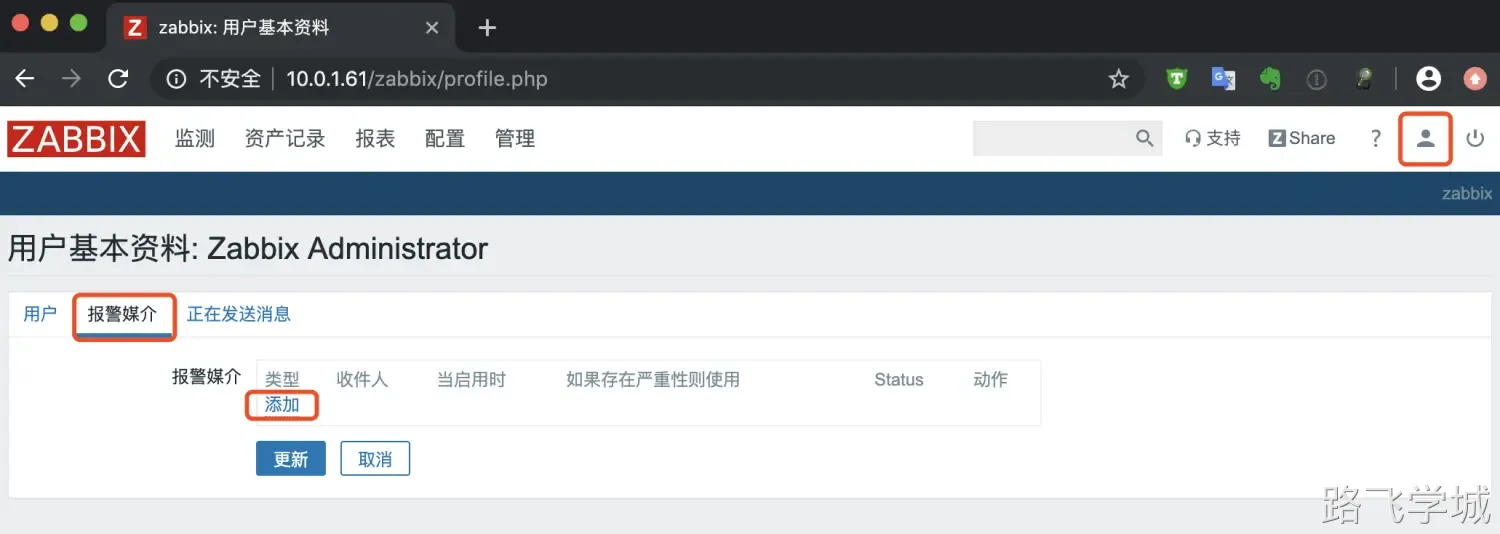 zabbix: 用户基本资料
不安全 10.0.1.61/zabbix/profile.php
ZABBIX 监测 资产记录 报表 配置 管理 支持 Z Share ?
zabbix
用户基本资料: Zabbix Administrator
用户 报警媒介 正在发送消息
报警媒介 类型 收件人 当启用时 如果存在严重性则使用 Status 动作
添加
更新 取消
路飞学城